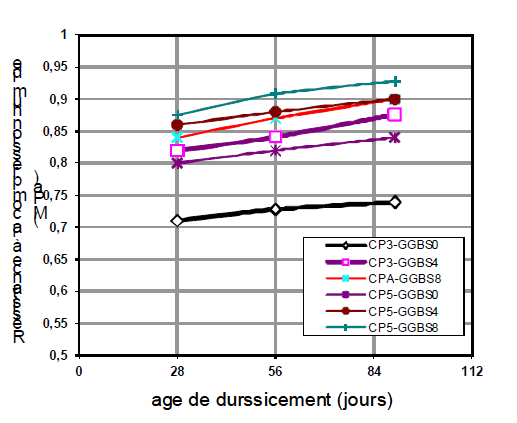 1
0,95
0,9
0,85
0,8
0,75
0,7
0,65
0,6
0,55
0,5
0 28 56 84 112
age de durssicement (jours)
(MPa)
CP3-GGBS0
CP3-GGBS4
CPA-GGBS8
CP5-GGBS0
CP5-GGBS4
CP5-GGBS8